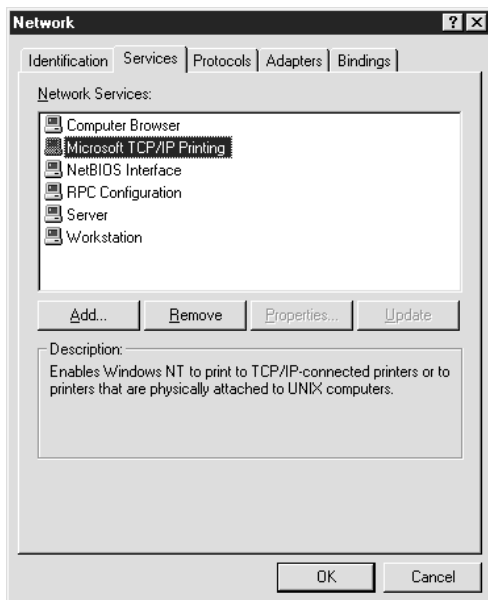 Network
Identification Services Protocols Adapters Bindings
Network Services:
Computer Browser
Microsoft TCP/IP Printing
NetBIOS Interface
RPC Configuration
Server
Workstation
Add... Remove Properties... Update
Description:
Enables Windows NT to print to TCP/IP-connected printers or to
printers that are physically attached to UNIX computers.
OK Cancel